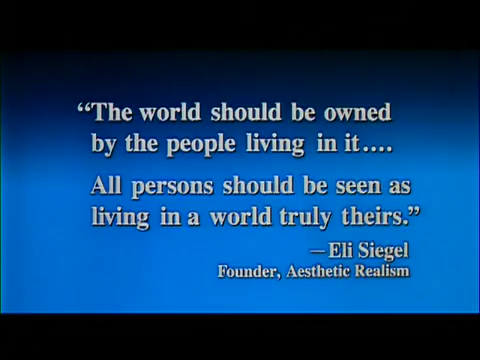 “The world should be owned
by the people living in it....
All persons should be seen as
living in a world truly theirs.”
—Eli Siegel
Founder, Aesthetic Realism